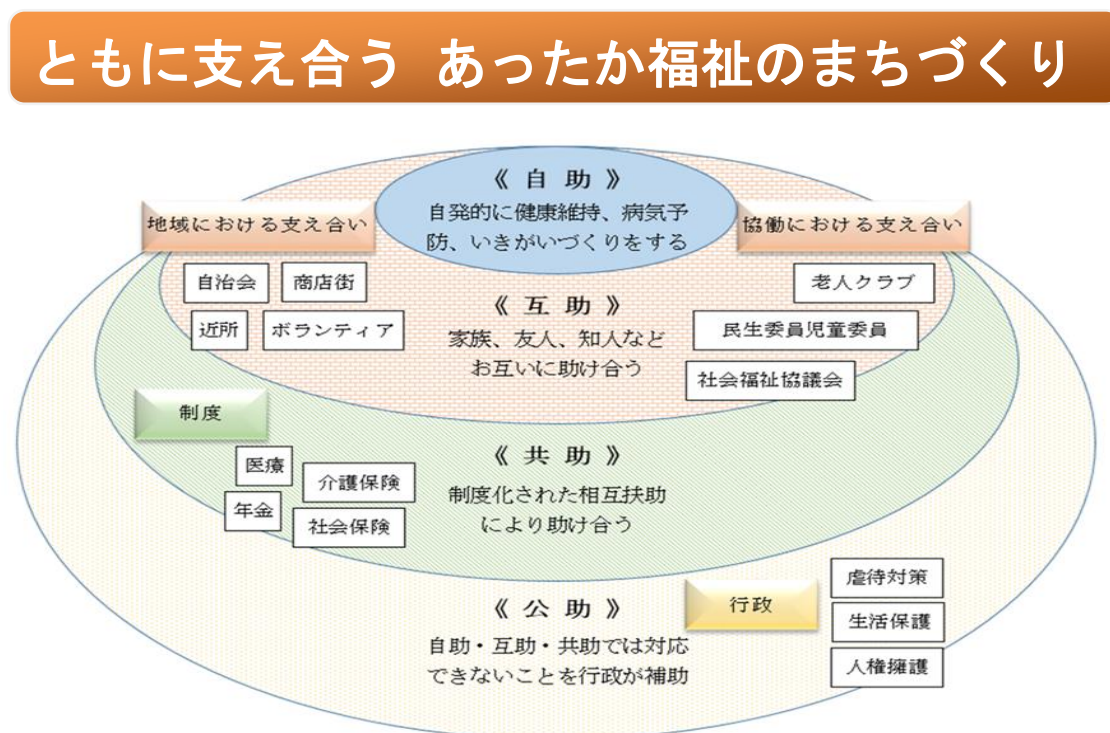 ともに支え合う あったか福祉のまちづくり
《 自 助 》
自発的に健康維持、病気予
防、いきがいづくりをする
地域における支え合い
協働における支え合い
自治会
商店街
近所
ボランティア
《 互 助 》
家族、友人、知人など
お互いに助け合う
老人クラブ
民生委員児童委員
社会福祉協議会
制度
医療
介護保険
年金
社会保険
《 共 助 》
制度化された相互扶助
により助け合う
《 公 助 》
自助・互助・共助では対応
できないことを行政が補助
行政
虐待対策
生活保護
人権擁護